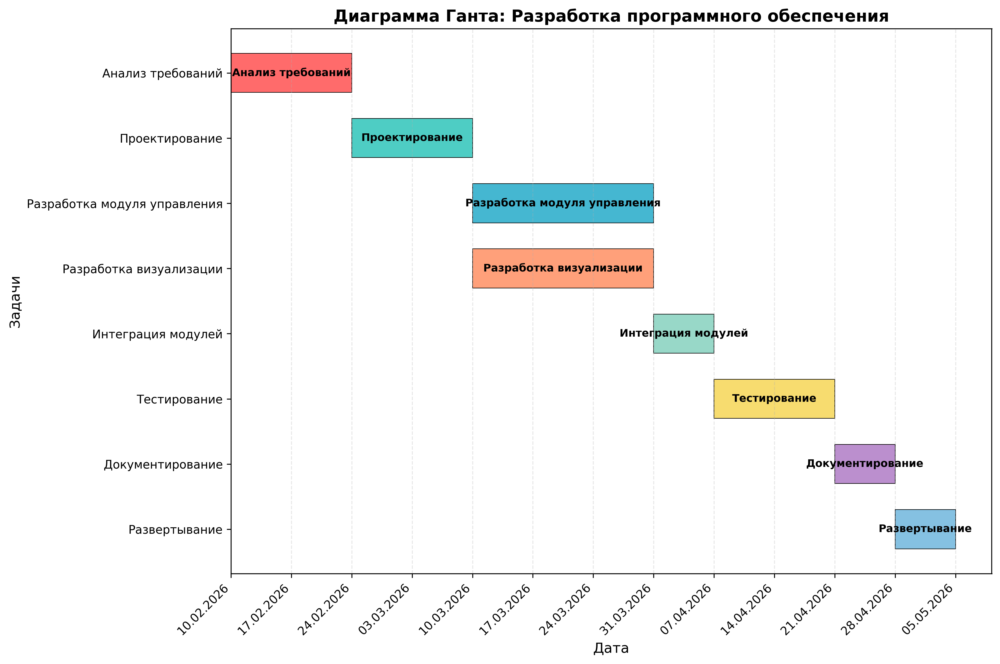 Диаграмма Ганта: Разработка программного обеспечения
Задачи
Анализ требований
Анализ требований
Проектирование
Проектирование
Разработка модуля управления
Разработка модуля управления
Разработка визуализации
Разработка визуализации
Интеграция модулей
Интеграция модулей
Тестирование
Тестирование
Документирование
Документирование
Развертывание
Развертывание
10.02.2026
17.02.2026
24.02.2026
03.03.2026
10.03.2026
17.03.2026
24.03.2026
31.03.2026
07.04.2026
14.04.2026
21.04.2026
28.04.2026
05.05.2026
Дата